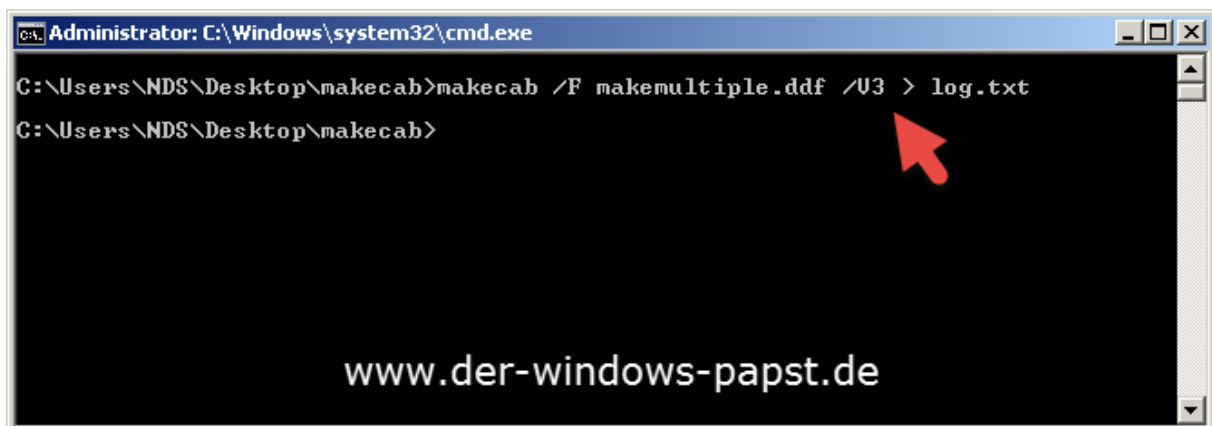 Administrator: C:\Windows\system32\cmd.exe
C:\Users\NDS\Desktop\makecab>makecab /F makemultiple.ddf /V3 > log.txt
C:\Users\NDS\Desktop\makecab>
www.der-windows-papst.de